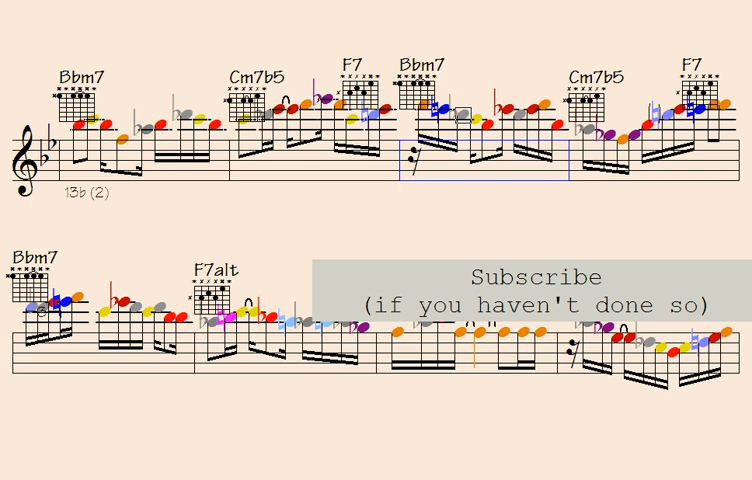 Bbm7 Cm7b5 F7 Bbm7 Cm7b5 F7
13b (2)
Bbm7 F7alt
Subscribe
(if you haven't done so)